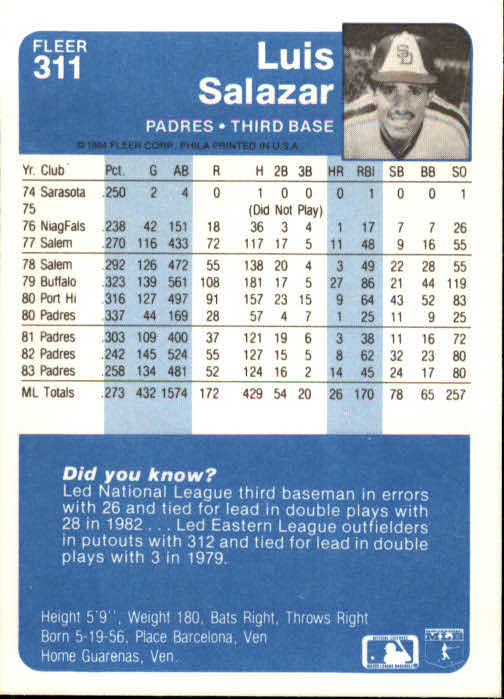 FLEER
311
Luis
Salazar
PADRES • THIRD BASE
© 1984 FLEER CORP. PHILA PRINTED IN U.S.A.
Yr. Club Pct. G AB R H 2B 3B HR RBI SB BB SO
74 Sarasota .250 2 4 0 1 0 0 0 1 0 0 1
75 (Did Not Play)
76 NiagFals .238 42 151 18 36 3 4 1 17 7 7 26
77 Salem .270 116 433 72 117 17 5 11 48 9 16 55
78 Salem .292 126 472 55 138 20 4 3 49 22 28 55
79 Buffalo .323 139 561 108 181 17 5 27 86 21 44 119
80 Port Hi .316 127 497 91 157 23 15 9 64 43 52 83
80 Padres .337 44 169 28 57 4 7 1 25 11 9 25
81 Padres .303 109 400 37 121 19 6 3 38 11 16 72
82 Padres .242 145 524 55 127 15 5 8 62 32 23 80
83 Padres .258 134 481 52 124 16 2 14 45 24 17 80
ML Totals .273 432 1574 172 429 54 20 26 170 78 65 257
Did you know?
Led National League third baseman in errors
with 26 and tied for lead in double plays with
28 in 1982 . . . Led Eastern League outfielders
in putouts with 312 and tied for lead in double
plays with 3 in 1979.
Height 5'9'', Weight 180, Bats Right, Throws Right
Born 5-19-56, Place Barcelona, Ven
Home Guarenas, Ven.